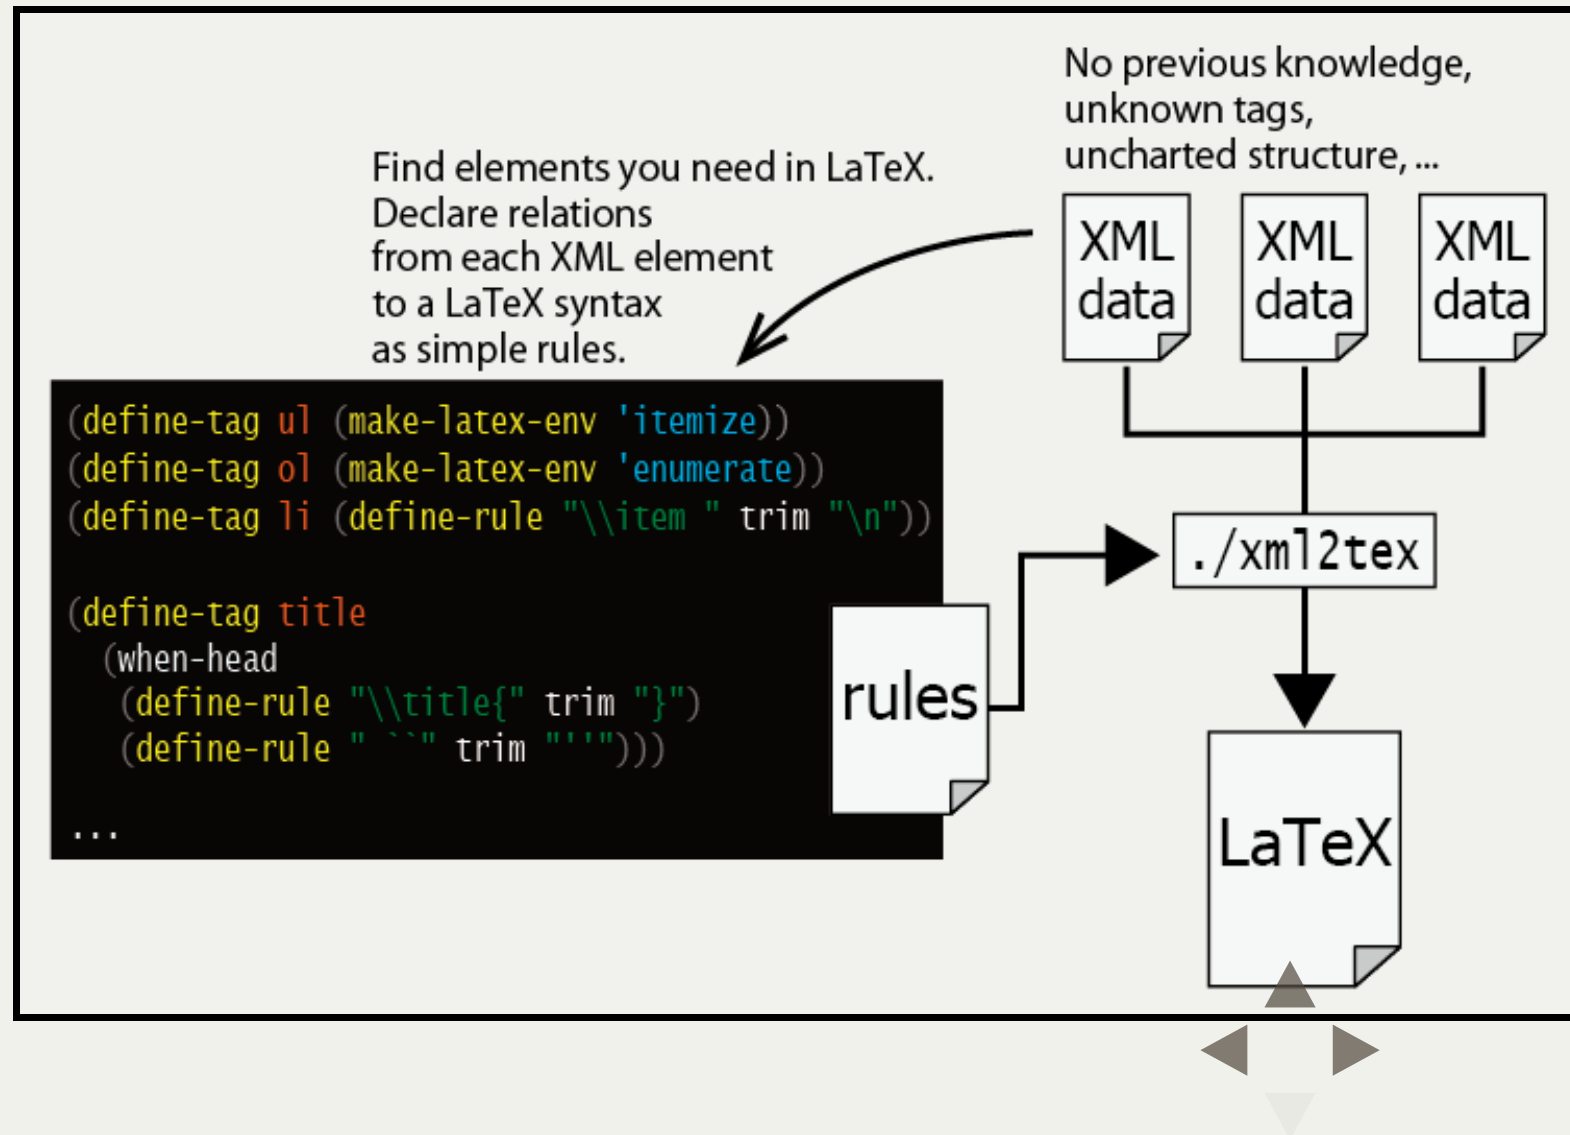 No previous knowledge,
unknown tags,
uncharted structure, ...
Find elements you need in LaTeX.
Declare relations
from each XML element
to a LaTeX syntax
as simple rules.
XML
data
XML
data
XML
data
(define-tag ul (make-latex-env 'itemize))
(define-tag ol (make-latex-env 'enumerate))
(define-tag li (define-rule "\\item " trim "\n"))
(define-tag title
(when-head
(define-rule "\\title{" trim "}")
(define-rule " ``" trim "''")))
...
rules
./xml2tex
LaTeX